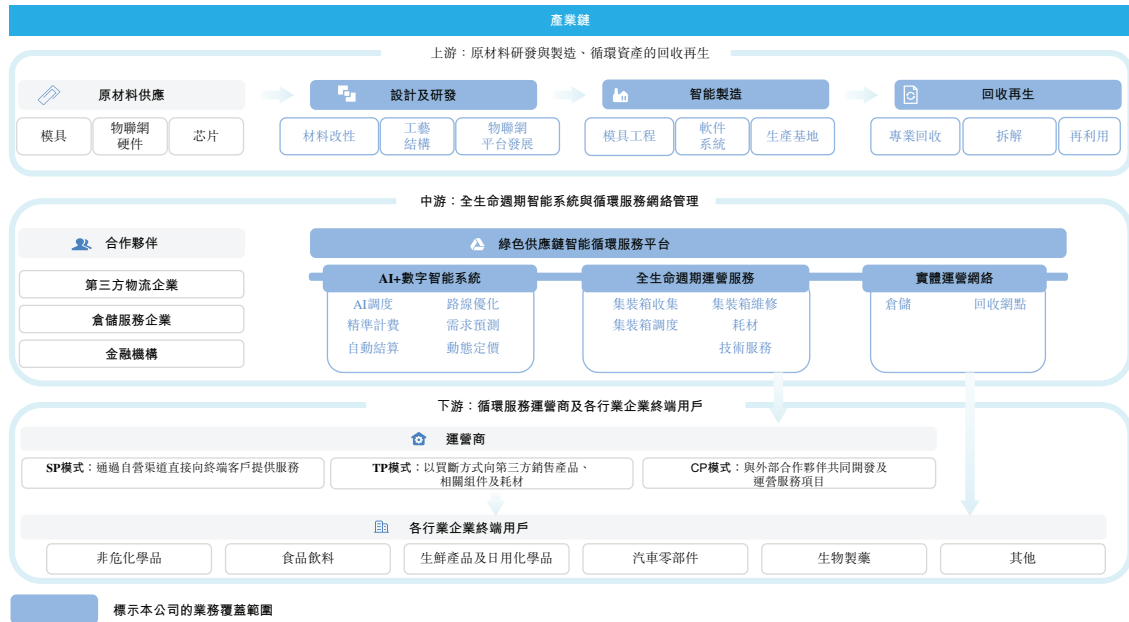 產業鏈
上游：原材料研發與製造、循環資產的回收再生
原材料供應
設計及研發
智能製造
回收再生
模具
物聯網
硬件
芯片
材料改性
工藝
結構
物聯網
平台發展
模具工程
軟件
系統
生產基地
專業回收
拆解
再利用
中游：全生命週期智能系統與循環服務網絡管理
合作夥伴
第三方物流企業
倉儲服務企業
金融機構
綠色供應鏈智能循環服務平台
AI+數字智能系統
全生命週期運營服務
實體運營網絡
AI調度
路線優化
精準計費
需求預測
自動結算
動態定價
集裝箱收集
集裝箱維修
集裝箱調度
耗材
技術服務
倉儲
回收網點
下游：循環服務運營商及各行業企業終端用戶
運營商
SP模式：通過自營渠道直接向終端客戶提供服務
TP模式：以買斷方式向第三方銷售產品、
相關組件及耗材
CP模式：與外部合作夥伴共同開發及
運營服務項目
各行業企業終端用戶
非危化學品
食品飲料
生鮮產品及日用化學品
汽車零部件
生物製藥
其他
標示本公司的業務覆蓋範圍